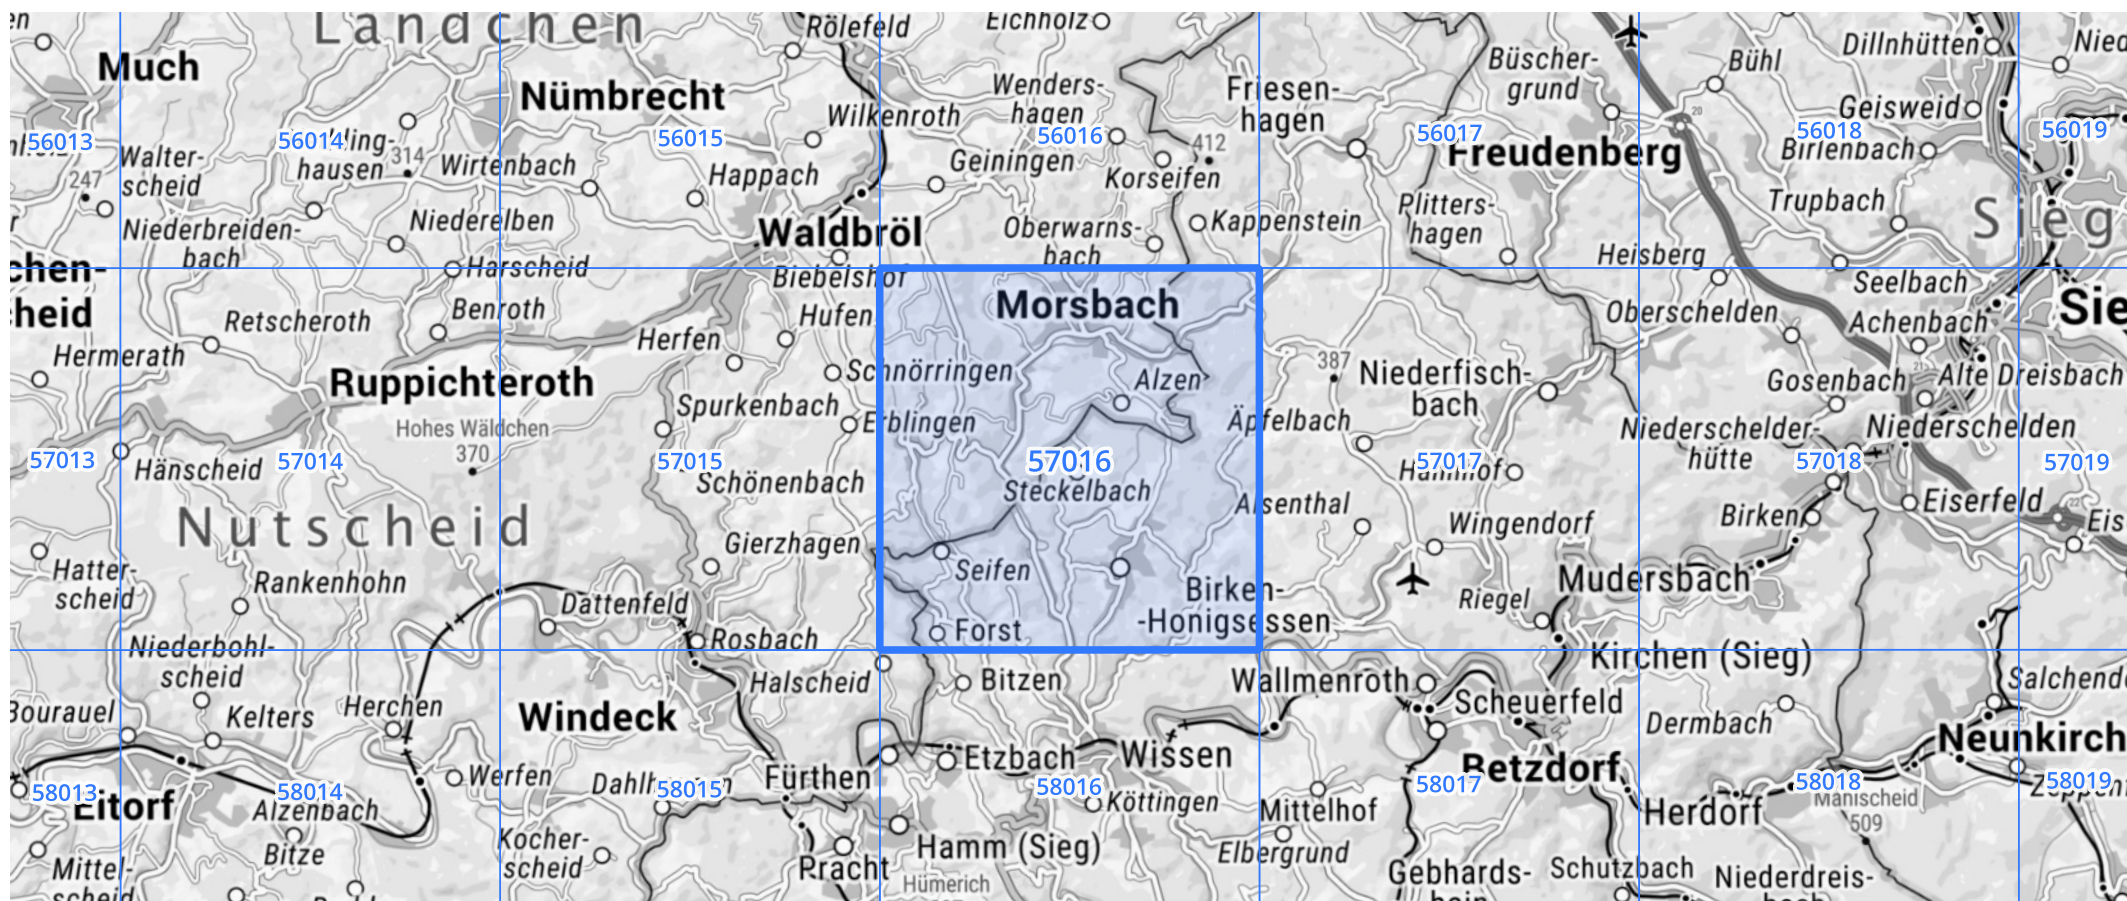 Ländchen
Rölefeld
Eichholz
Dillnhütten
Much
Nümbrecht
Wenders-
hagen
Friesen-
hagen
Büscher-
grund
Bühl
20
Geisweid
56013
56014
314
56015
Wilkenroth
56016
412
56017
56018
56019
Walter-
scheid
hausen
Wirtenbach
Happach
Geiningen
Korseifen
Freudenberg
Birlenbach
247
Niederbreiden-
bach
Niederelben
Waldbröl
Oberwarns-
bach
Kappenstein
Plitters-
hagen
Trupbach
Harscheid
Biebelshof
Heisberg
Seelbach
Retscheroth
Benroth
Herfen
Morsbach
Oberschelden
Achenbach
Hermerath
Ruppichteroth
Schnörringen
Alzen
387
Niederfisch-
bach
Gosenbach
Alte Dreisbach
Hohes Wäldchen
370
Spurkenbach
Erblingen
Äpfelbach
Niederschelder-
hütte
Niederschelden
57013
Hänscheid
57014
57015
Schönenbach
57016
Steckelbach
57017
57018
57019
Nutscheid
Gierzhagen
Alsenthal
Wingendorf
Birken
Eiserfeld
22
Hatter-
scheid
Rankenhohn
Dattenfeld
Rosbach
Seifen
Forst
Birken-
-Honigsessen
Riegel
Mudersbach
Niederbohl-
scheid
Halscheid
Bitzen
Wallmenroth
Kirchen (Sieg)
Bourauel
Kelters
Herchen
Windeck
Scheuerfeld
Dermbach
58013
Eitorf
58014
Alzenbach
Werfen
58015
Fürthen
Etzbach
58016
Wissen
Köttingen
58017
Betzdorf
58018
58019
Bitze
Kocher-
scheid
Pracht
Hamm (Sieg)
Hümerich
Mittelhof
Elbergrund
Gebhards-
hain
Herdorf
Schutzbach
509
Niederdreis-
bach
Mittel-
scheid